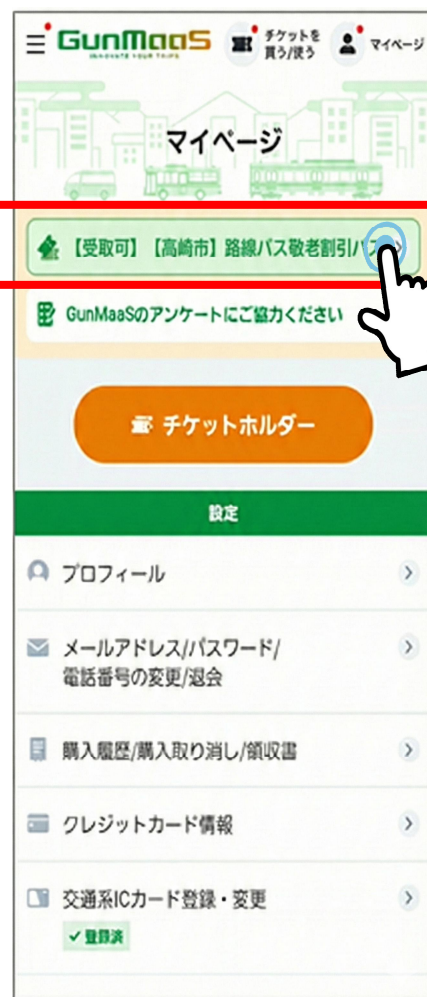 GunMaaS
INNOVATE YOUR TRIPS
チケットを
買う/使う
マイページ
マイページ
【受取可】【高崎市】路線バス敬老割引パス
GunMaaSのアンケートにご協力ください
チケットホルダー
設定
プロフィール
メールアドレス/パスワード/
電話番号の変更/退会
購入履歴/購入取り消し/領収書
クレジットカード情報
交通系ICカード登録・変更
登録済